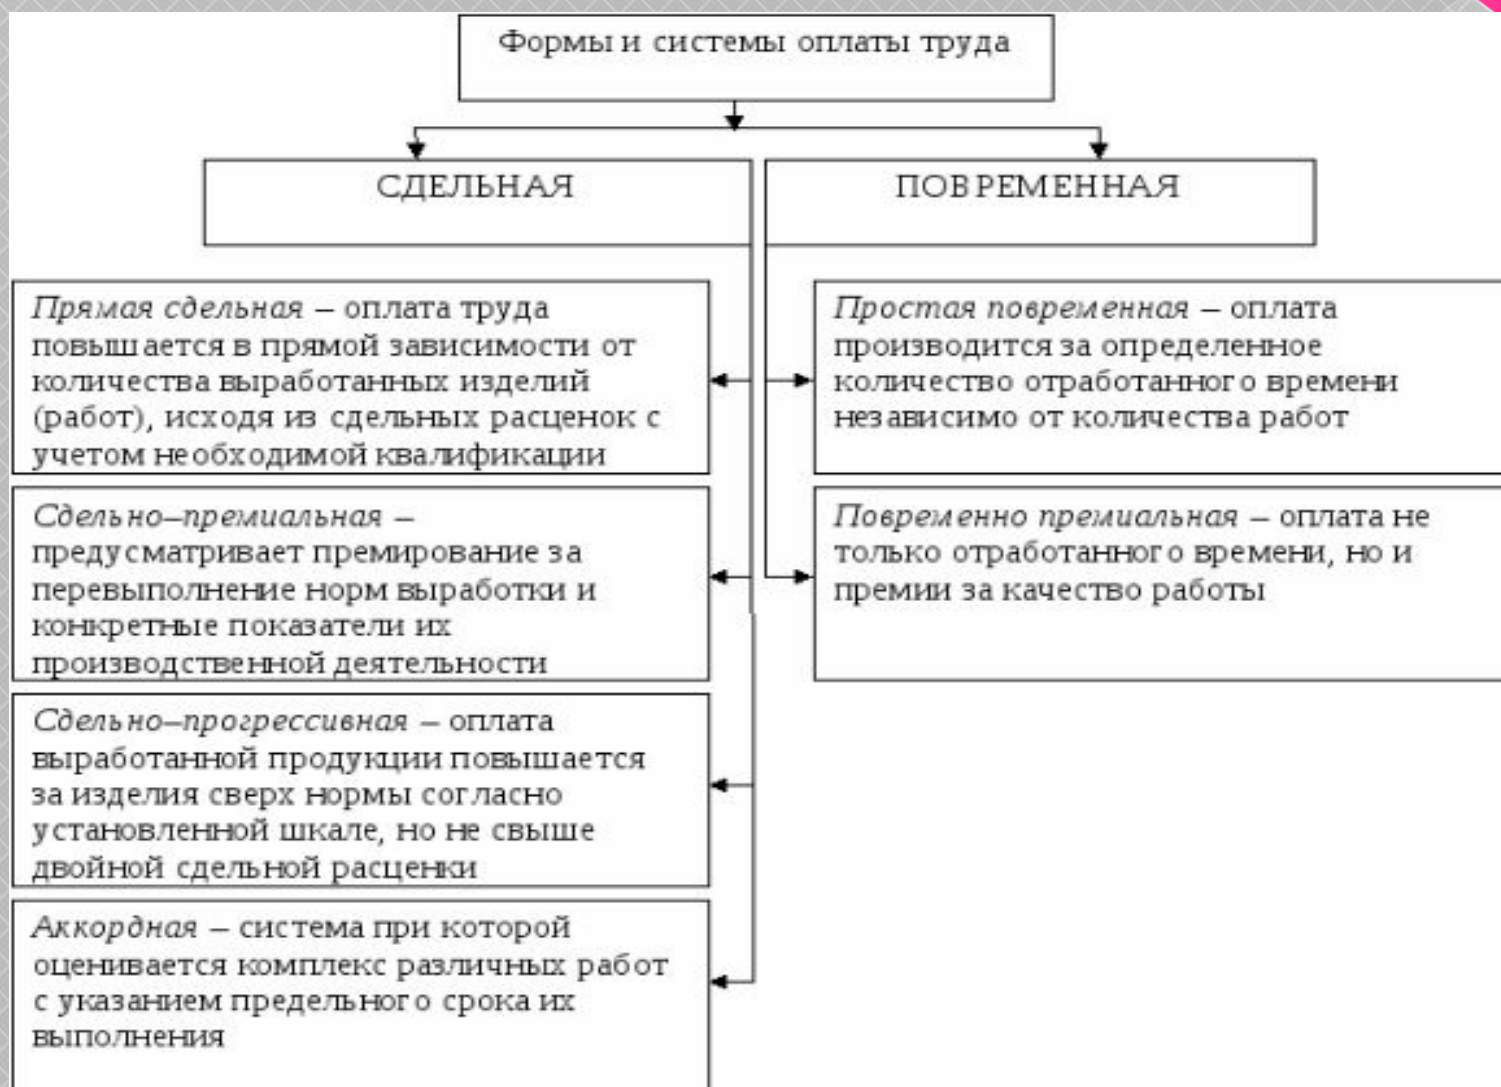 Формы и системы оплаты труда
СДЕЛЬНАЯ
ПОВРЕМЕННАЯ
Прямая сдельная – оплата труда
повышается в прямой зависимости от
количества выработанных изделий
(работ), исходя из сдельных расценок с
учетом необходимой квалификации
Сдельно–премиальная –
предусматривает премирование за
перевыполнение норм выработки и
конкретные показатели их
производственной деятельности
Сдельно–прогрессивная – оплата
выработанной продукции повышается
за изделия сверх нормы согласно
установленной шкале, но не свыше
двойной сдельной расценки
Аккордная – система при которой
оценивается комплекс различных работ
с указанием предельного срока их
выполнения
Простая повременная – оплата
производится за определенное
количество отработанного времени
независимо от количества работ
Повременно премиальная – оплата не
только отработанного времени, но и
премии за качество работы